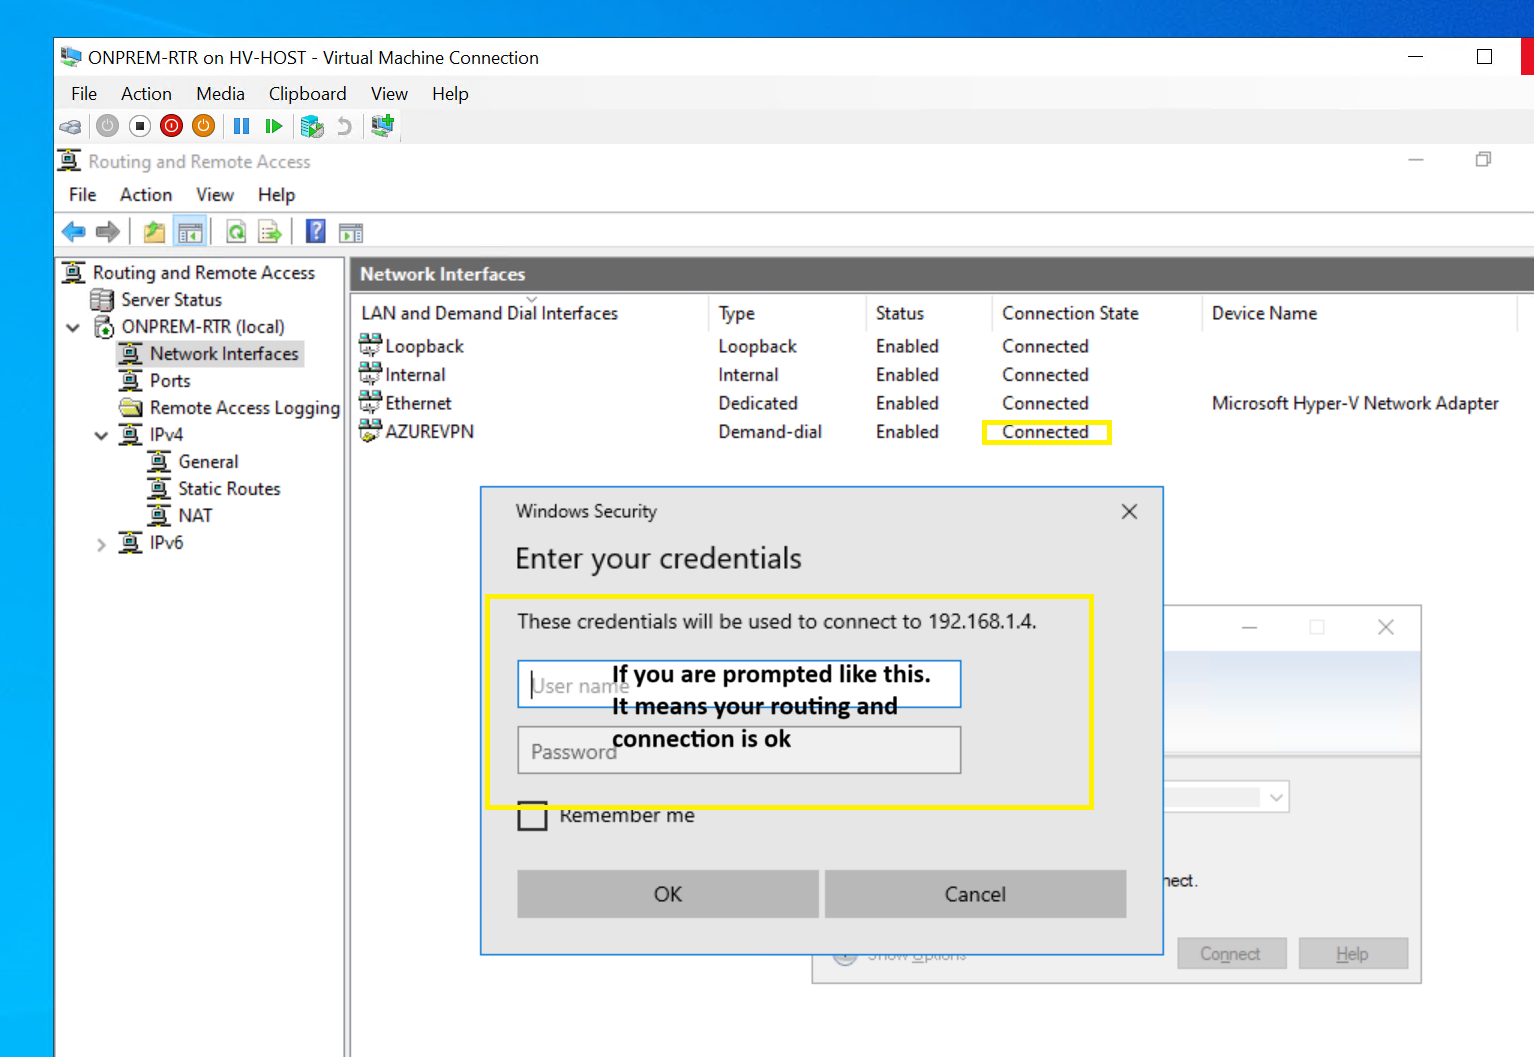 ONPREM-RTR on HV-HOST - Virtual Machine Connection
File Action Media Clipboard View Help
Routing and Remote Access
File Action View Help
Routing and Remote Access
Server Status
ONPREM-RTR (local)
Network Interfaces
Ports
Remote Access Logging
IPv4
General
Static Routes
NAT
IPv6
Network Interfaces
LAN and Demand Dial Interfaces Type Status Connection State Device Name
Loopback Loopback Enabled Connected
Internal Internal Enabled Connected
Ethernet Dedicated Enabled Connected Microsoft Hyper-V Network Adapter
AZUREVPN Demand-dial Enabled Connected
Windows Security
Enter your credentials
These credentials will be used to connect to 192.168.1.4.
User name
If you are prompted like this.
It means your routing and
connection is ok
Password
Remember me
OK Cancel
Show Options
Connect Help